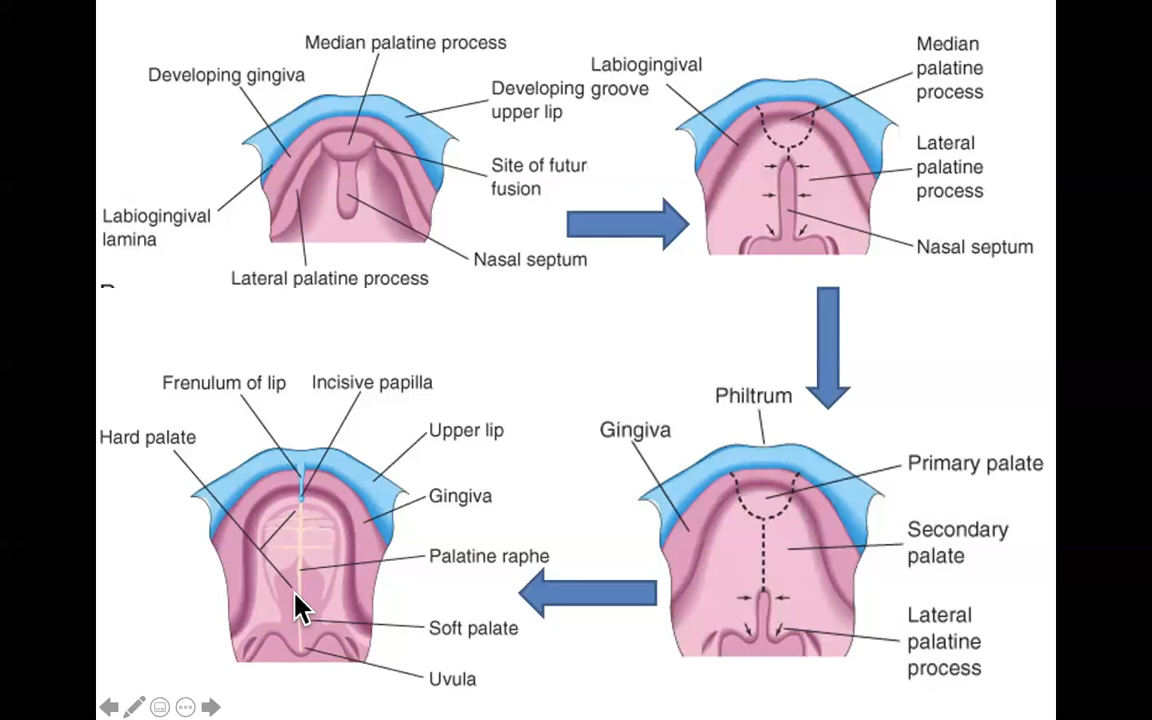 Median palatine process
Developing gingiva
Developing
upper lip
Site of futur
fusion
Labiogingival
lamina
Nasal septum
Lateral palatine process
Labiogingival
groove
Median
palatine
process
Lateral
palatine
process
Nasal septum
Philtrum
Gingiva
Primary palate
Secondary
palate
Lateral
palatine
process
Frenulum of lip
Incisive papilla
Hard palate
Upper lip
Gingiva
Palatine raphe
Soft palate
Uvula